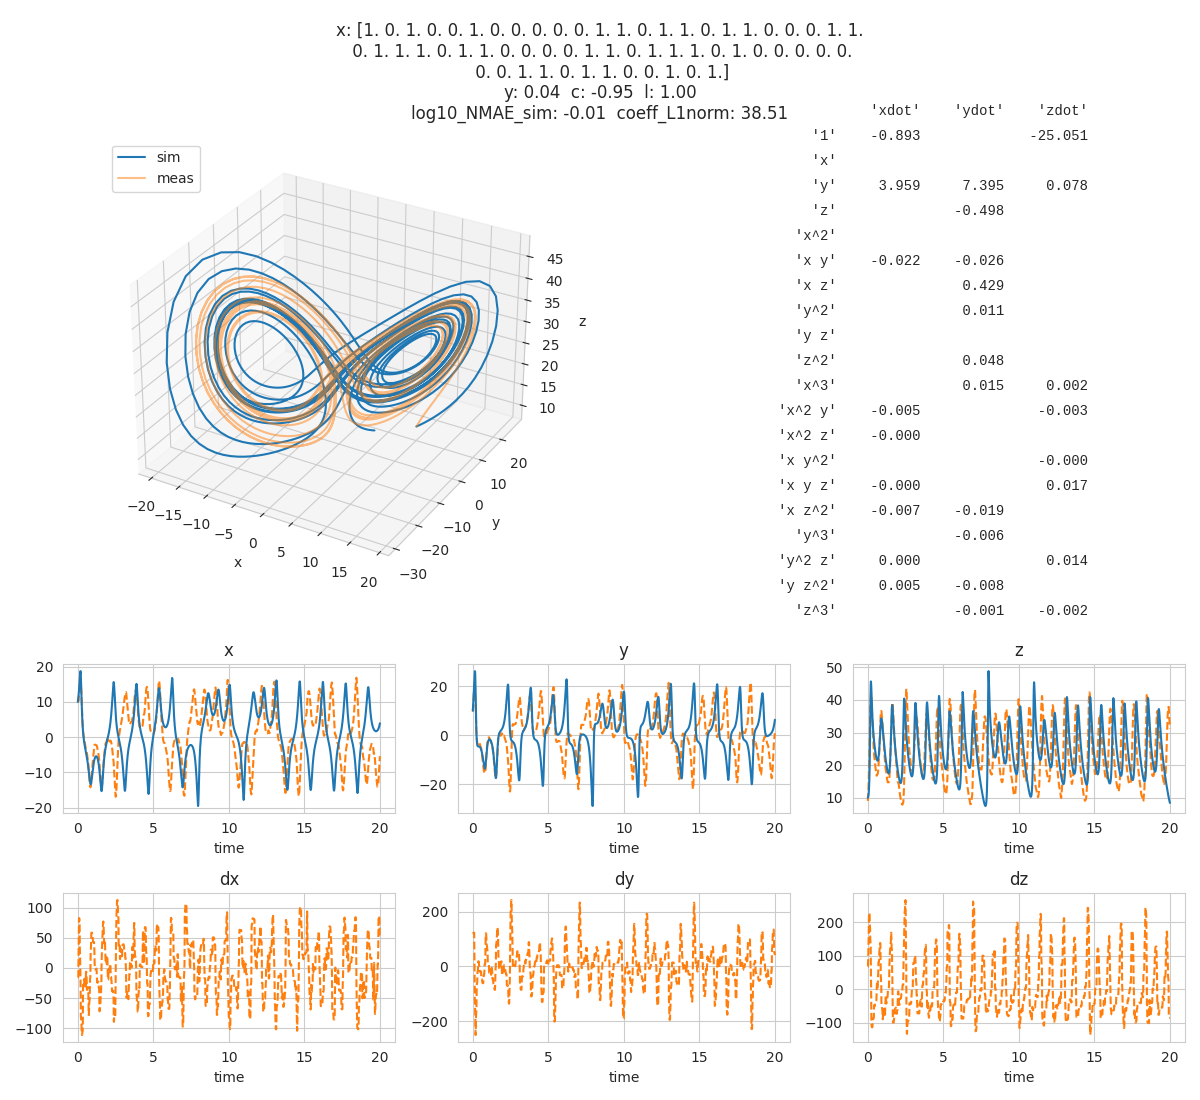 x: [1. 0. 1. 0. 0. 1. 0. 0. 0. 0. 0. 0. 1. 1. 0. 1. 1. 0. 1. 1. 0. 0. 0. 1. 1.
0. 1. 1. 1. 0. 1. 1. 0. 0. 0. 0. 0. 1. 1. 0. 1. 1. 1. 0. 1. 0. 0. 0. 0. 0.
0. 0. 1. 1. 0. 1. 1. 0. 0. 1. 0. 1.]
y: 0.04 c: -0.95 l: 1.00
log10_NMAE_sim: -0.01 coeff_L1norm: 38.51
'xdot' 'ydot' 'zdot'
'1' -0.893 -25.051
'x'
'y' 3.959 7.395 0.078
'z' -0.498
'x^2'
'x y' -0.022 -0.026
'x z' 0.429
'y^2' 0.011
'y z'
'z^2' 0.048
'x^3' 0.015 0.002
'x^2 y' -0.005 -0.003
'x^2 z' -0.000
'x y^2' -0.000
'x y z' -0.000 0.017
'x z^2' -0.007 -0.019
'y^3' -0.006
'y^2 z' 0.000 0.014
'y z^2' 0.005 -0.008
'z^3' -0.001 -0.002
sim
meas
45
40
35
30
25
20
15
10
z
20
10
0
−10
−20
−30
y
−20
−15
−10
−5
0
5
10
15
20
x
x
20
10
0
−10
−20
0 5 10 15 20
time
y
20
0
−20
0 5 10 15 20
time
z
50
40
30
20
10
0 5 10 15 20
time
dx
100
50
0
−50
−100
0 5 10 15 20
time
dy
200
0
−200
0 5 10 15 20
time
dz
200
100
0
−100
0 5 10 15 20
time